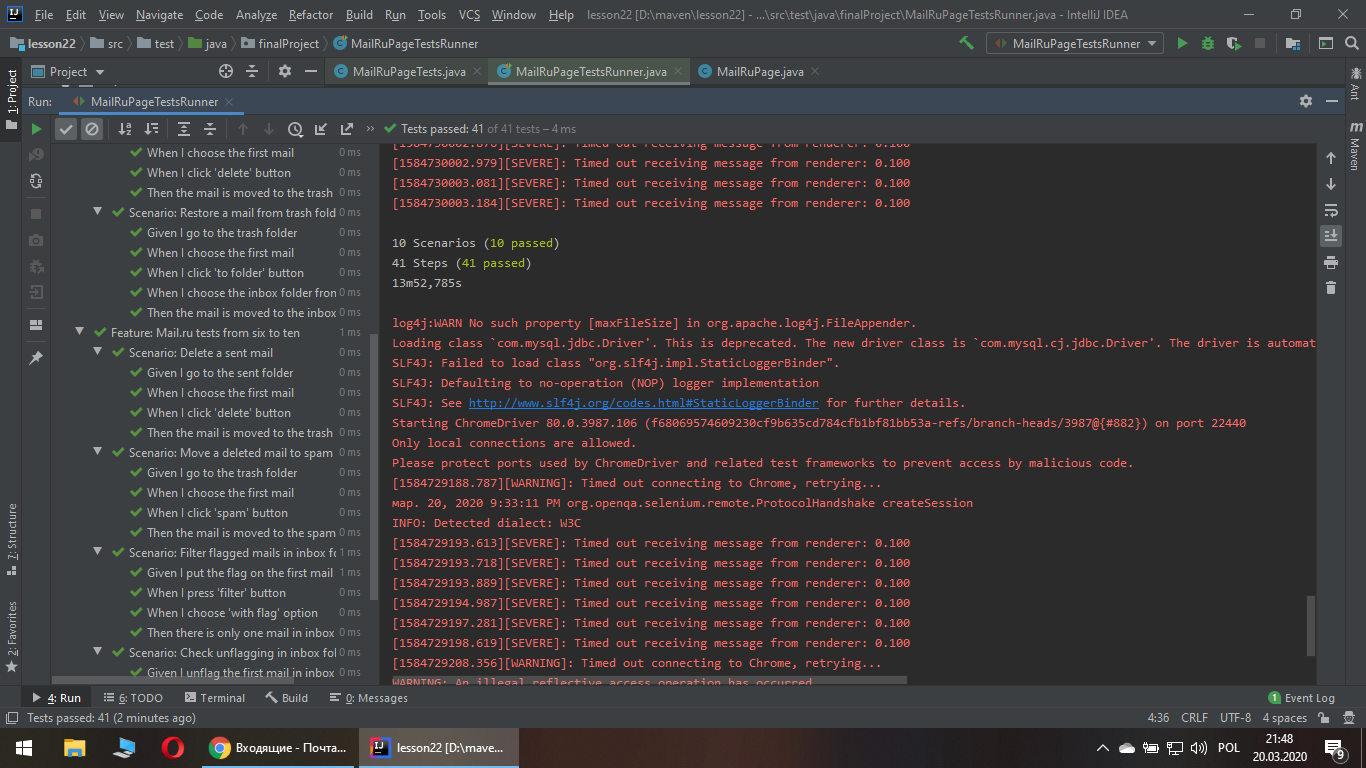 File Edit View Navigate Code Analyze Refactor Build Run Tools VCS Window Help lesson22 [D:\maven\lesson22] - ...\src\test\java\finalProject\MailRuPageTestsRunner.java - IntelliJ IDEA
lesson22 src test java finalProject MailRuPageTestsRunner
MailRuPageTestsRunner
Project
MailRuPageTests.java MailRuPageTestsRunner.java MailRuPage.java
1: Project
Ant
Maven
Run: MailRuPageTestsRunner
Tests passed: 41 of 41 tests – 4 ms
When I choose the first mail 0 ms
When I click 'delete' button 0 ms
Then the mail is moved to the trash 0 ms
Scenario: Restore a mail from trash fold 0 ms
Given I go to the trash folder 0 ms
When I choose the first mail 0 ms
When I click 'to folder' button 0 ms
When I choose the inbox folder fron 0 ms
Then the mail is moved to the inbox 0 ms
Feature: Mail.ru tests from six to ten 1 ms
Scenario: Delete a sent mail 0 ms
Given I go to the sent folder 0 ms
When I choose the first mail 0 ms
When I click 'delete' button 0 ms
Then the mail is moved to the trash 0 ms
Scenario: Move a deleted mail to spam 0 ms
Given I go to the trash folder 0 ms
When I choose the first mail 0 ms
When I click 'spam' button 0 ms
Then the mail is moved to the spam 0 ms
Scenario: Filter flagged mails in inbox fo 1 ms
Given I put the flag on the first mail 1 ms
When I press 'filter' button 0 ms
When I choose 'with flag' option 0 ms
Then there is only one mail in inbox 0 ms
Scenario: Check unflagging in inbox fol 0 ms
Given I unflag the first mail in inbox 0 ms
[1584730002.876][SEVERE]: Timed out receiving message from renderer: 0.100
[1584730002.979][SEVERE]: Timed out receiving message from renderer: 0.100
[1584730003.081][SEVERE]: Timed out receiving message from renderer: 0.100
[1584730003.184][SEVERE]: Timed out receiving message from renderer: 0.100
10 Scenarios (10 passed)
41 Steps (41 passed)
13m52,785s
log4j:WARN No such property [maxFileSize] in org.apache.log4j.FileAppender.
Loading class `com.mysql.jdbc.Driver'. This is deprecated. The new driver class is `com.mysql.cj.jdbc.Driver'. The driver is automat
SLF4J: Failed to load class "org.slf4j.impl.StaticLoggerBinder".
SLF4J: Defaulting to no-operation (NOP) logger implementation
SLF4J: See http://www.slf4j.org/codes.html#StaticLoggerBinder for further details.
Starting ChromeDriver 80.0.3987.106 (f68069574609230cf9b635cd784cfb1bf81bb53a-refs/branch-heads/3987@{#882}) on port 22440
Only local connections are allowed.
Please protect ports used by ChromeDriver and related test frameworks to prevent access by malicious code.
[1584729188.787][WARNING]: Timed out connecting to Chrome, retrying...
мар. 20, 2020 9:33:11 PM org.openqa.selenium.remote.ProtocolHandshake createSession
INFO: Detected dialect: W3C
[1584729193.613][SEVERE]: Timed out receiving message from renderer: 0.100
[1584729193.718][SEVERE]: Timed out receiving message from renderer: 0.100
[1584729193.889][SEVERE]: Timed out receiving message from renderer: 0.100
[1584729194.987][SEVERE]: Timed out receiving message from renderer: 0.100
[1584729197.281][SEVERE]: Timed out receiving message from renderer: 0.100
[1584729198.619][SEVERE]: Timed out receiving message from renderer: 0.100
[1584729208.356][WARNING]: Timed out connecting to Chrome, retrying...
WARNING: An illegal reflective access operation has occurred
7: Structure
2: Favorites
4: Run 6: TODO Terminal Build 0: Messages 1 Event Log
Tests passed: 41 (2 minutes ago) 4:36 CRLF UTF-8 4 spaces
Входящие - Почта... lesson22 [D:\mave... POL 21:48
20.03.2020 9